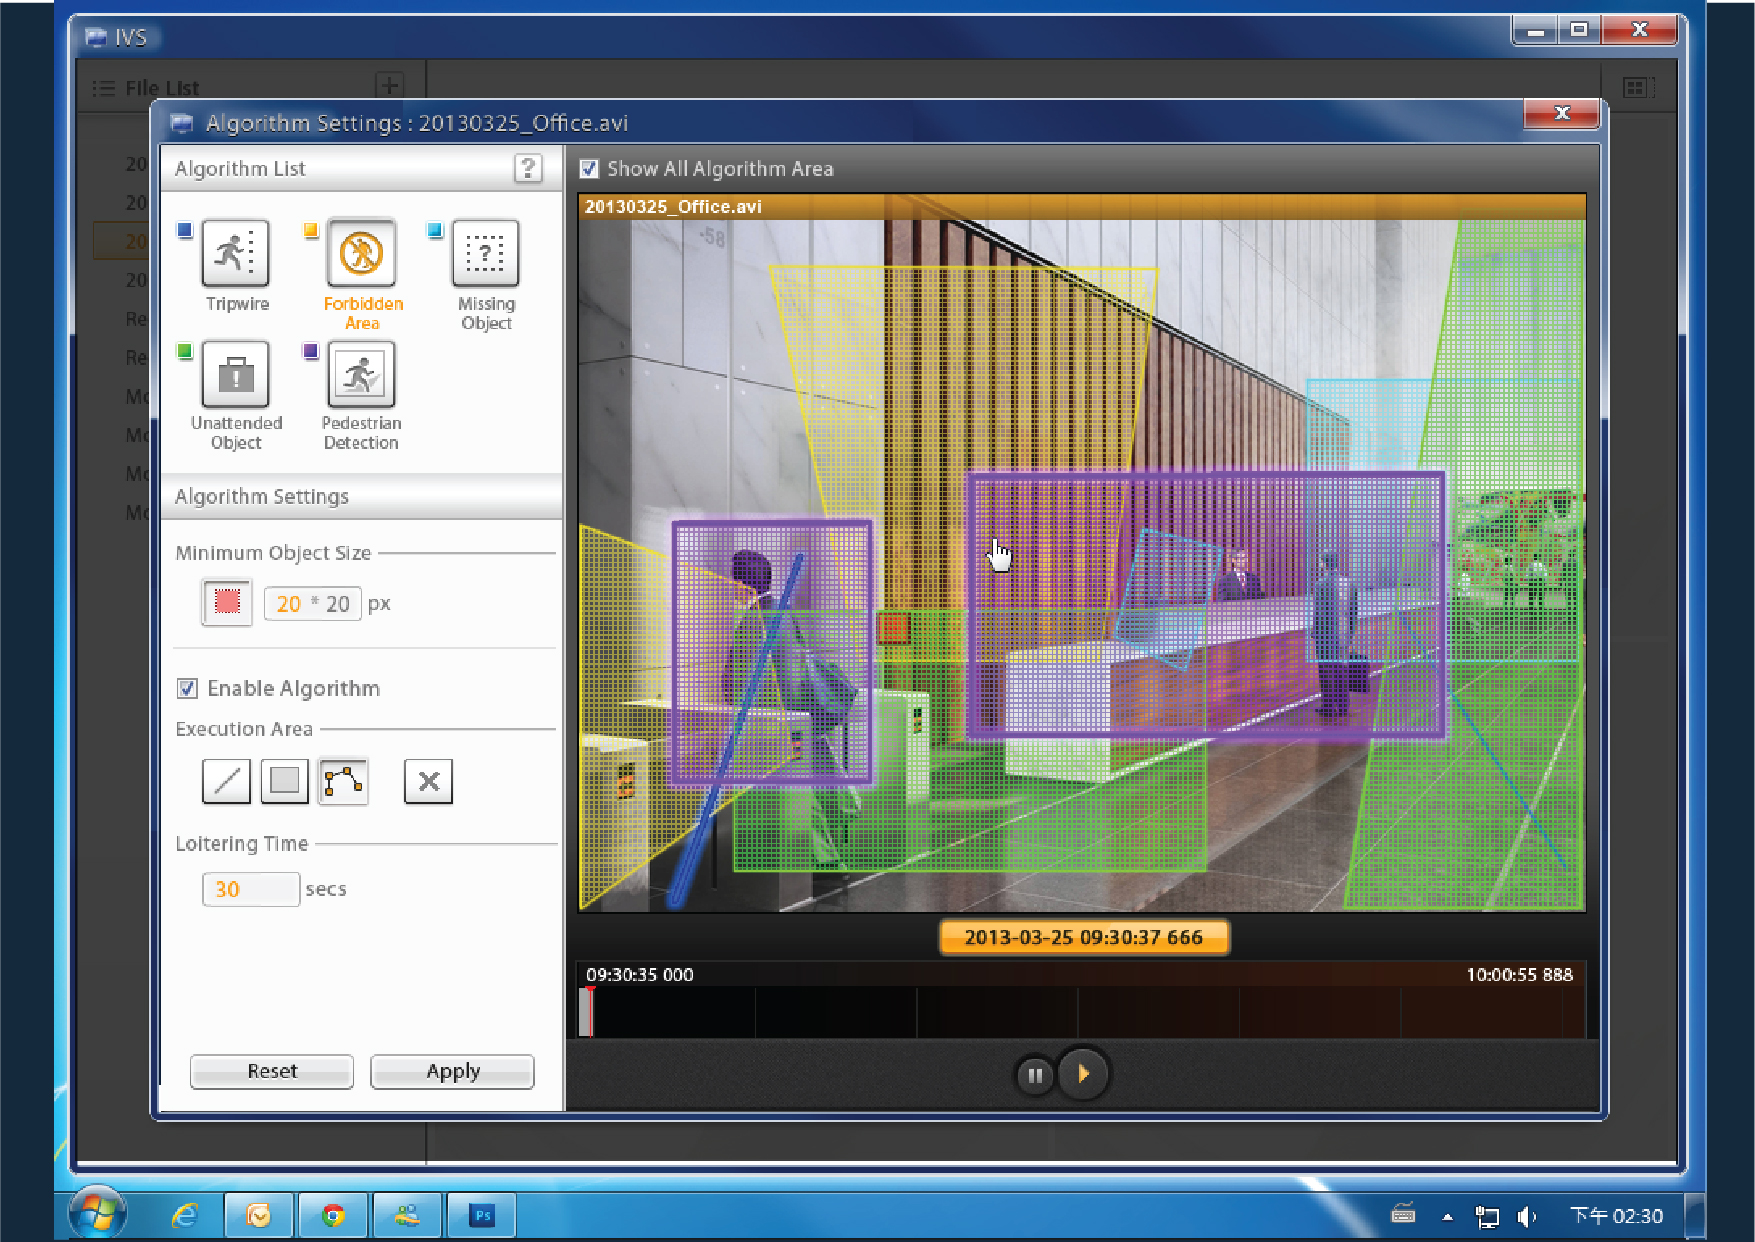 IVS
File List
Algorithm Settings : 20130325_Office.avi
20
20
20
20
Re
Re
Mo
Mo
Mo
Mo
Algorithm List
?
Show All Algorithm Area
20130325_Office.avi
-58
Tripwire
Forbidden
Area
?
Missing
Object
!
Unattended
Object
Pedestrian
Detection
Algorithm Settings
Minimum Object Size
20 * 20 px
Enable Algorithm
Execution Area
Loitering Time
30 secs
Reset
Apply
2013-03-25 09:30:37 666
09:30:35 000
10:00:55 888
Ps
下午 02:30